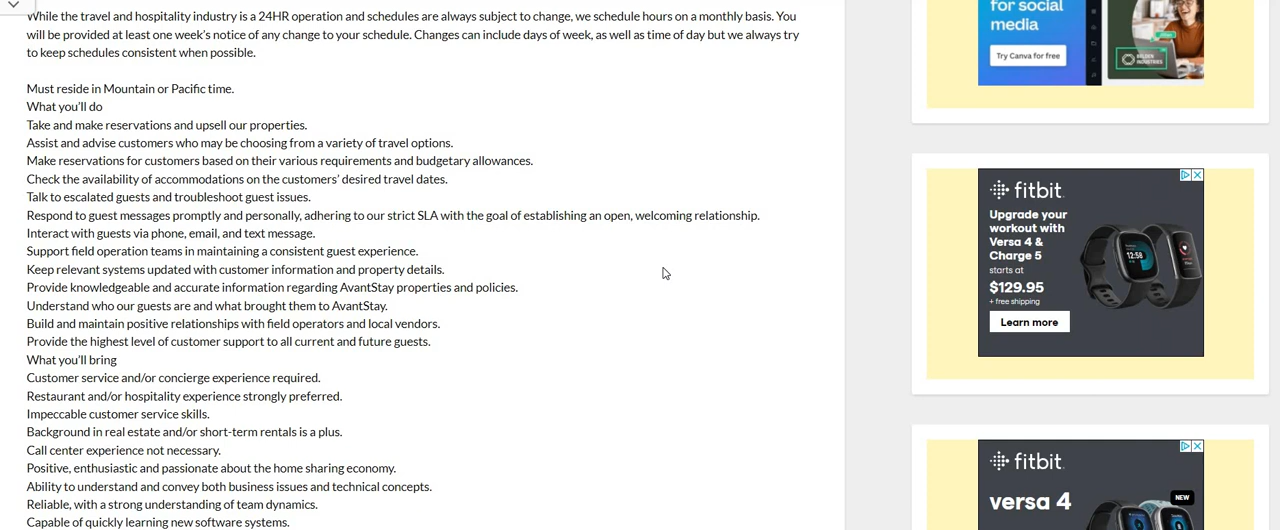 While the travel and hospitality industry is a 24HR operation and schedules are always subject to change, we schedule hours on a monthly basis. You
will be provided at least one week's notice of any change to your schedule. Changes can include days of week, as well as time of day but we always try
to keep schedules consistent when possible.
Must reside in Mountain or Pacific time.
What you'll do
Take and make reservations and upsell our properties.
Assist and advise customers who may be choosing from a variety of travel options.
Make reservations for customers based on their various requirements and budgetary allowances.
Check the availability of accommodations on the customers' desired travel dates.
Talk to escalated guests and troubleshoot guest issues.
Respond to guest messages promptly and personally, adhering to our strict SLA with the goal of establishing an open, welcoming relationship.
Interact with guests via phone, email, and text message.
Support field operation teams in maintaining a consistent guest experience.
Keep relevant systems updated with customer information and property details.
Provide knowledgeable and accurate information regarding AvantStay properties and policies.
Understand who our guests are and what brought them to AvantStay.
Build and maintain positive relationships with field operators and local vendors.
Provide the highest level of customer support to all current and future guests.
What you'll bring
Customer service and/or concierge experience required.
Restaurant and/or hospitality experience strongly preferred.
Impeccable customer service skills.
Background in real estate and/or short-term rentals is a plus.
Call center experience not necessary.
Positive, enthusiastic and passionate about the home sharing economy.
Ability to understand and convey both business issues and technical concepts.
Reliable, with a strong understanding of team dynamics.
Capable of quickly learning new software systems.
for social
media
Try Canva for free
fitbit
Upgrade your
workout with
Versa 4 &
Charge 5
starts at
$129.95
+ free shipping
Learn more
12:58
fitbit
versa 4
NEW